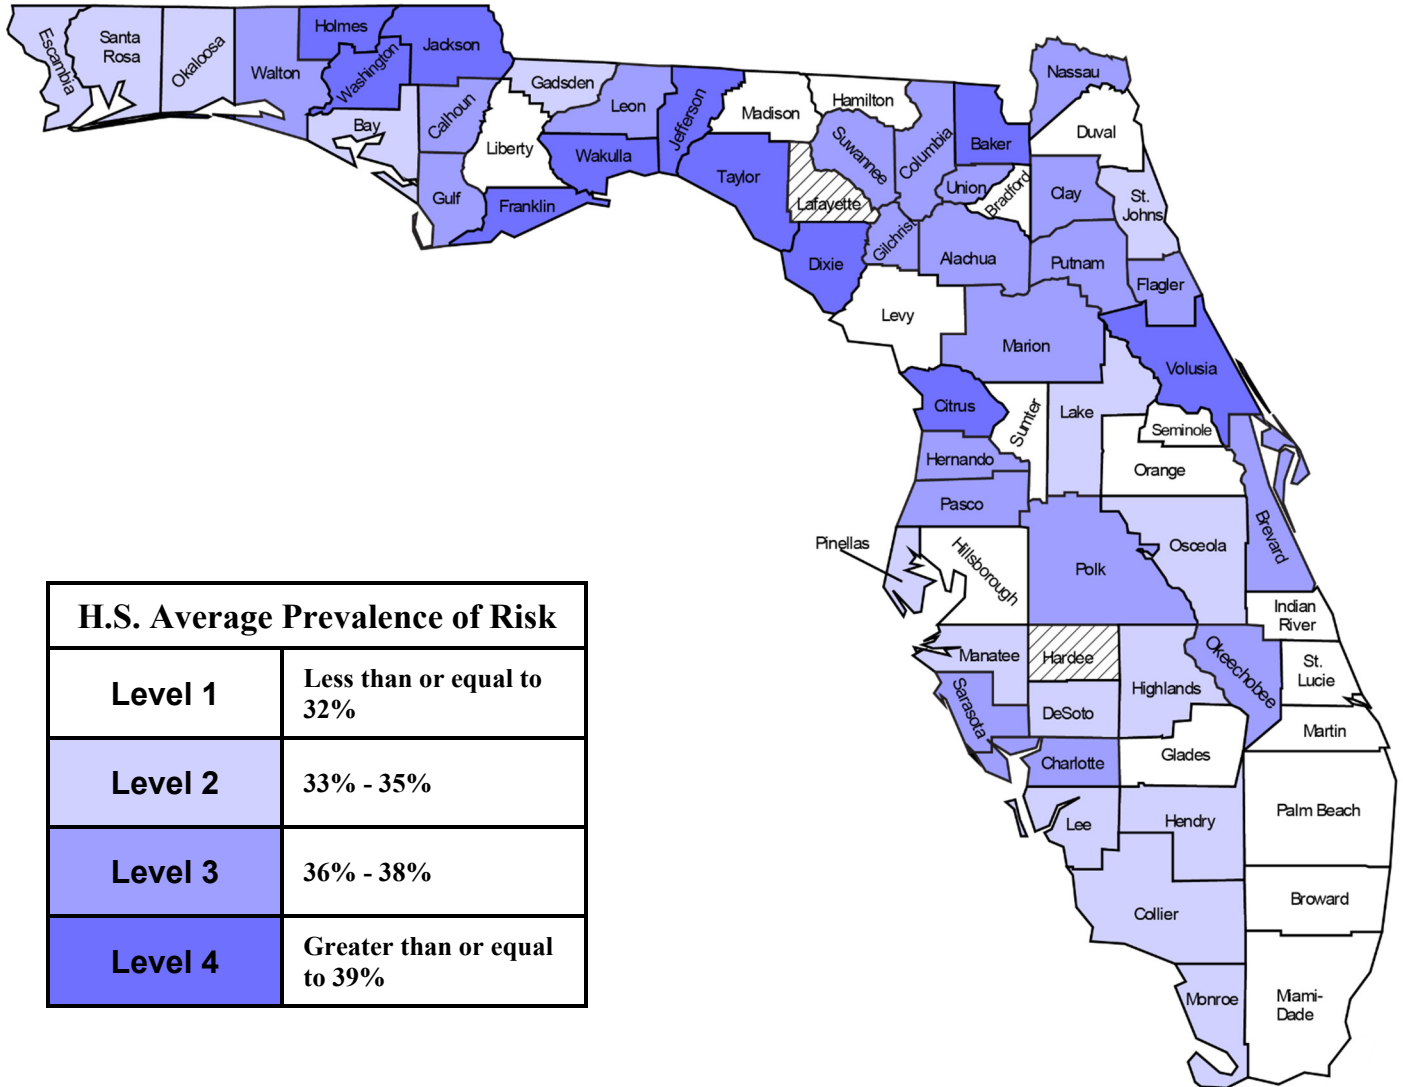 Holmes
Santa
Rosa
Escambia
Okaloosa
Walton
Washington
Jackson
Bay
Calhoun
Gulf
Gadsden
Liberty
Leon
Franklin
Wakulla
Jefferson
Madison
Taylor
Hamilton
Suwannee
Lafayette
Dixie
Columbia
Baker
Union
Bradford
Gilchrist
Alachua
Nassau
Duval
Clay
St.
Johns
Putnam
Flagler
Levy
Marion
Volusia
Citrus
Sumter
Lake
Seminole
Orange
Hernando
Pasco
Pinellas
Hillsborough
Polk
Osceola
Brevard
Indian
River
Manatee
Hardee
Highlands
Okeechobee
St.
Lucie
Sarasota
DeSoto
Martin
Charlotte
Glades
Lee
Hendry
Palm Beach
Collier
Broward
Monroe
Miami-
Dade
H.S. Average Prevalence of Risk
Level 1
Less than or equal to
32%
Level 2
33% - 35%
Level 3
36% - 38%
Level 4
Greater than or equal
to 39%